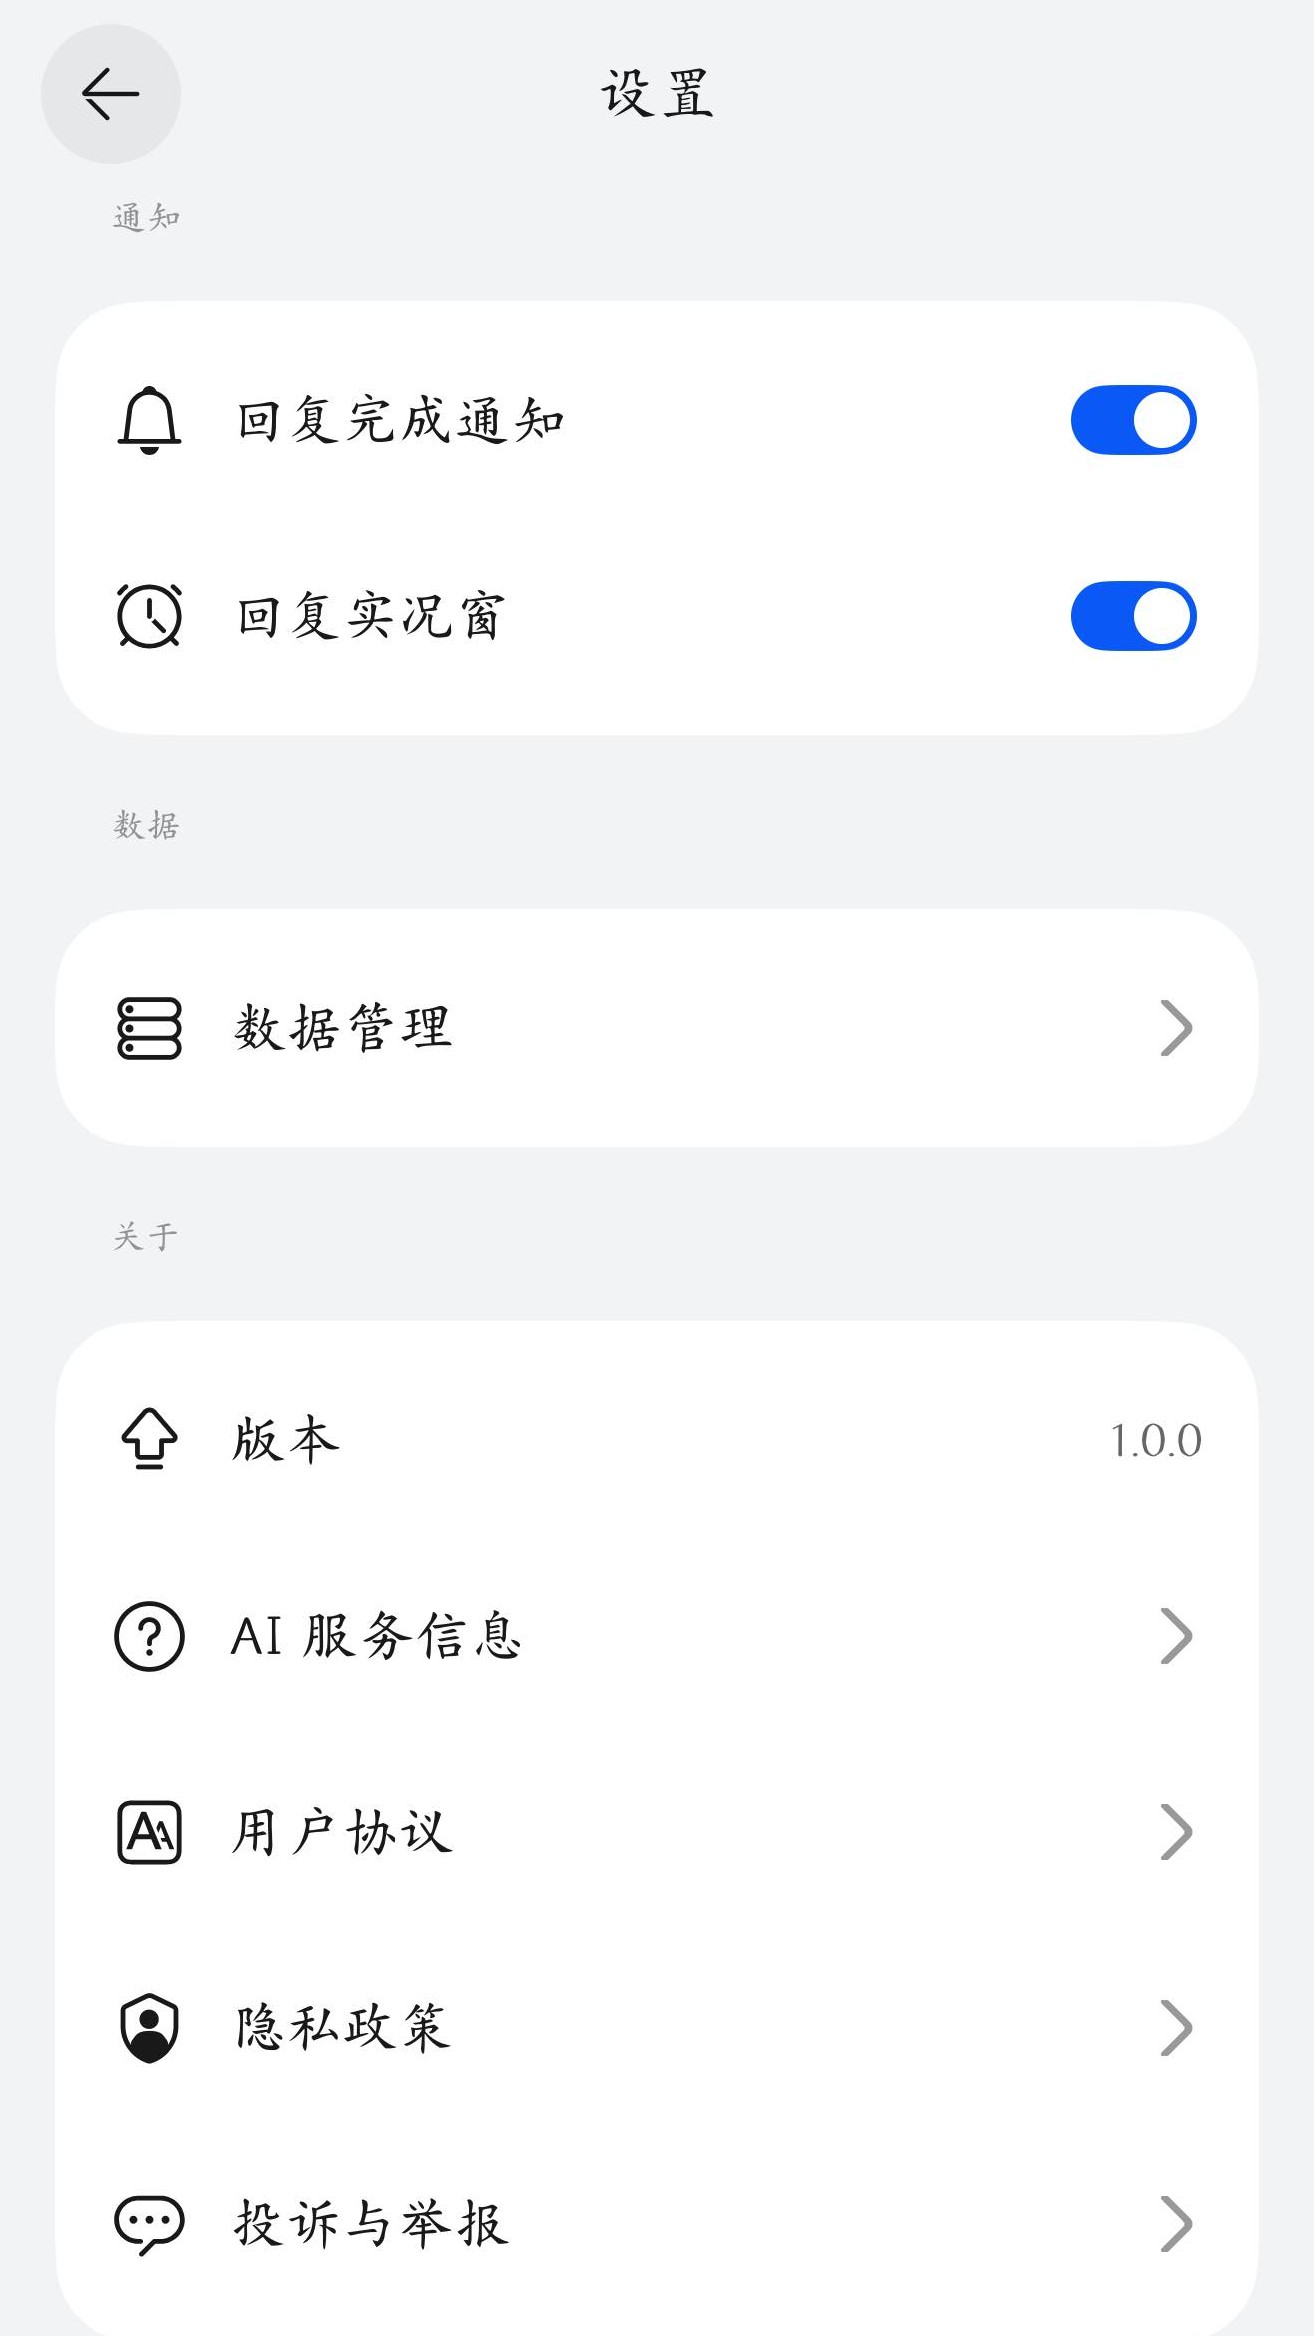 设置
通知
回复完成通知
回复实况窗
数据
数据管理
关于
版本 1.0.0
AI 服务信息
用户协议
隐私政策
投诉与举报